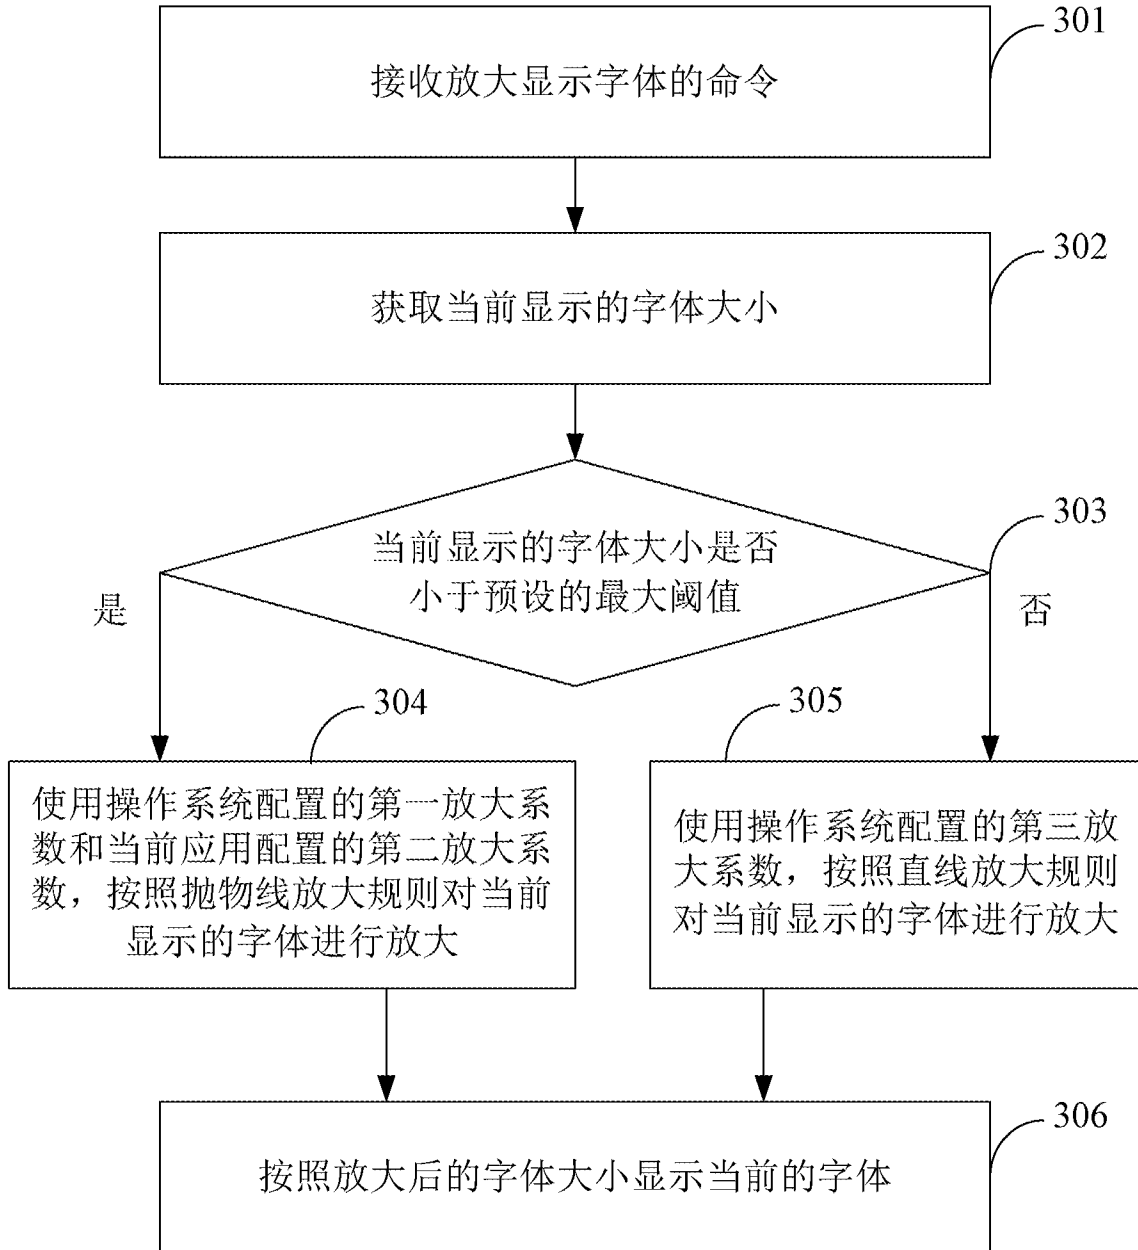 301
接收放大显示字体的命令
302
获取当前显示的字体大小
303
当前显示的字体大小是否
小于预设的最大阈值
是
否
304
使用操作系统配置的第一放大系
数和当前应用配置的第二放大系
数，按照抛物线放大规则对当前
显示的字体进行放大
305
使用操作系统配置的第三放
大系数，按照直线放大规则
对当前显示的字体进行放大
306
按照放大后的字体大小显示当前的字体